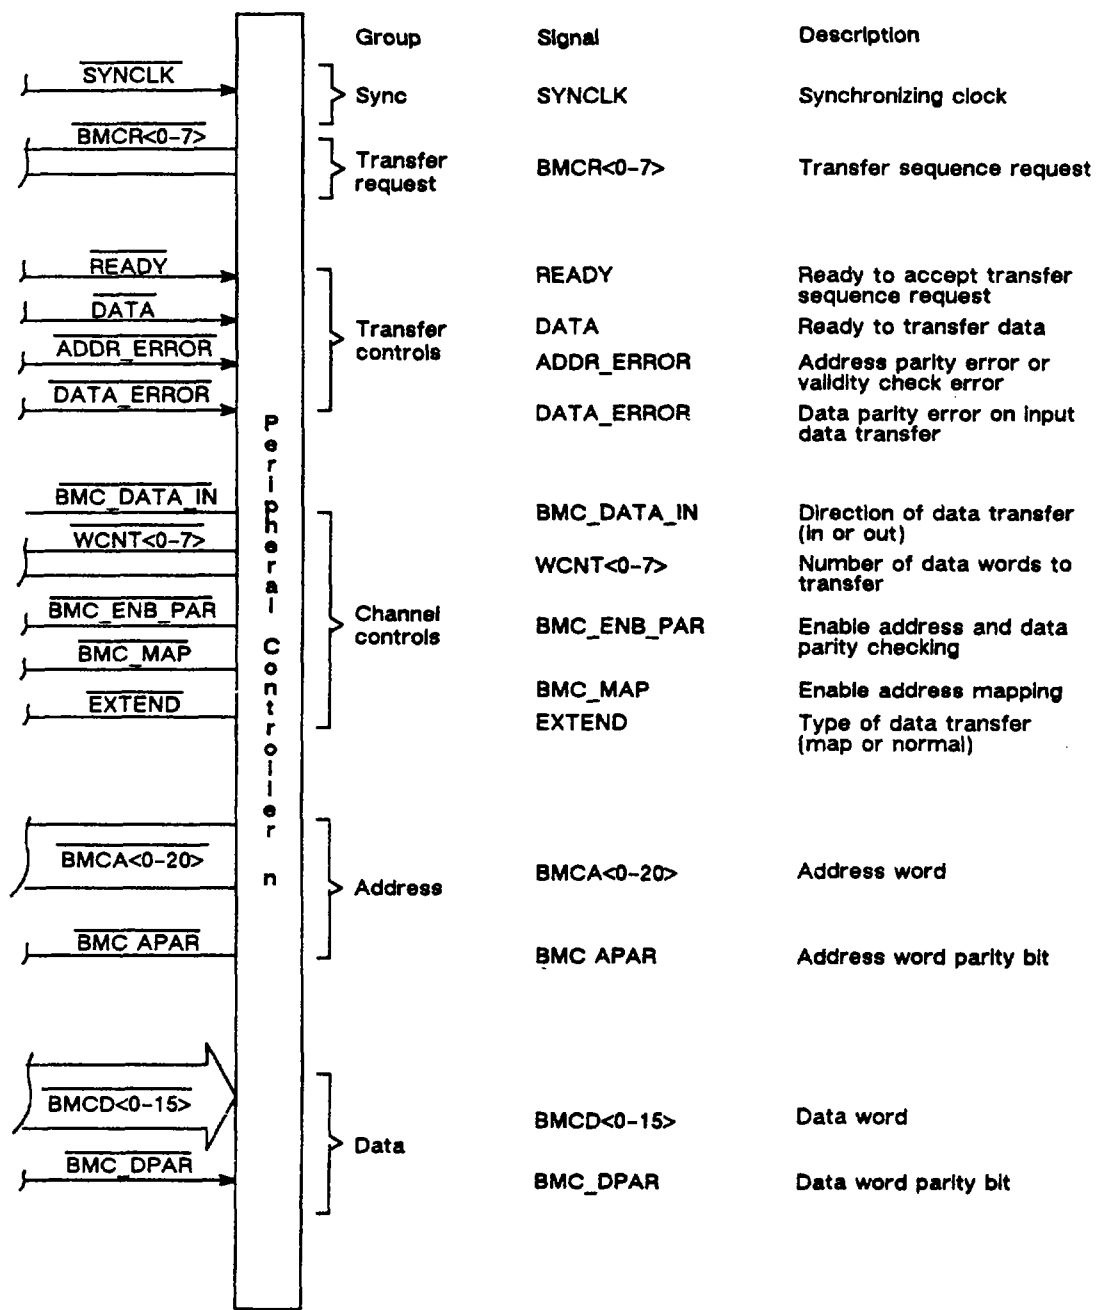 Group Signal Description
SYNCLK
Sync SYNCLK Synchronizing clock
BMCR<0-7>
Transfer
request
BMCR<0-7> Transfer sequence request
READY
READY Ready to accept transfer
sequence request
DATA
Transfer
controls
DATA Ready to transfer data
ADDR_ERROR
ADDR_ERROR Address parity error or
validity check error
DATA_ERROR
DATA_ERROR Data parity error on input
data transfer
Peripheral Controller n
BMC_DATA_IN
BMC_DATA_IN Direction of data transfer
(in or out)
WCNT<0-7>
WCNT<0-7> Number of data words to
transfer
BMC_ENB_PAR
Channel
controls
BMC_ENB_PAR Enable address and data
parity checking
BMC_MAP
BMC_MAP Enable address mapping
EXTEND
EXTEND Type of data transfer
(map or normal)
BMCA<0-20>
Address BMCA<0-20> Address word
BMC APAR
BMC APAR Address word parity bit
BMCD<0-15>
Data
BMCD<0-15> Data word
BMC_DPAR
BMC_DPAR Data word parity bit